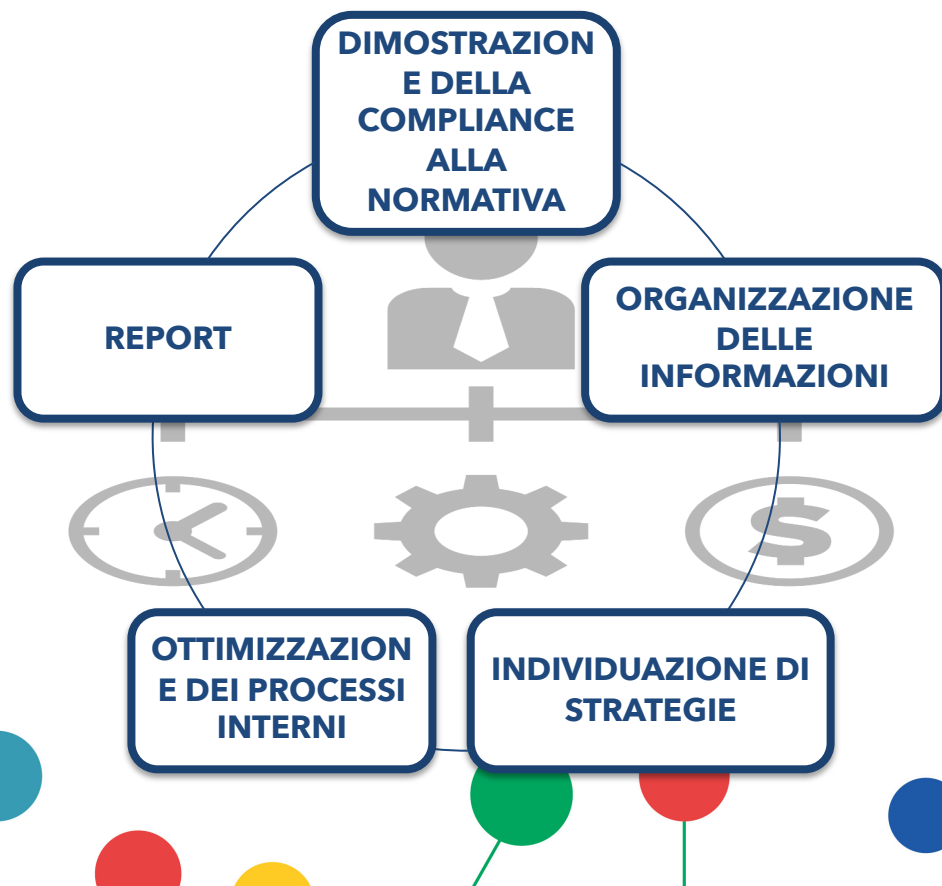 DIMOSTRAZION
E DELLA
COMPLIANCE
ALLA
NORMATIVA
REPORT
ORGANIZZAZIONE
DELLE
INFORMAZIONI
OTTIMIZZAZION
E DEI PROCESSI
INTERNI
INDIVIDUAZIONE DI
STRATEGIE
$